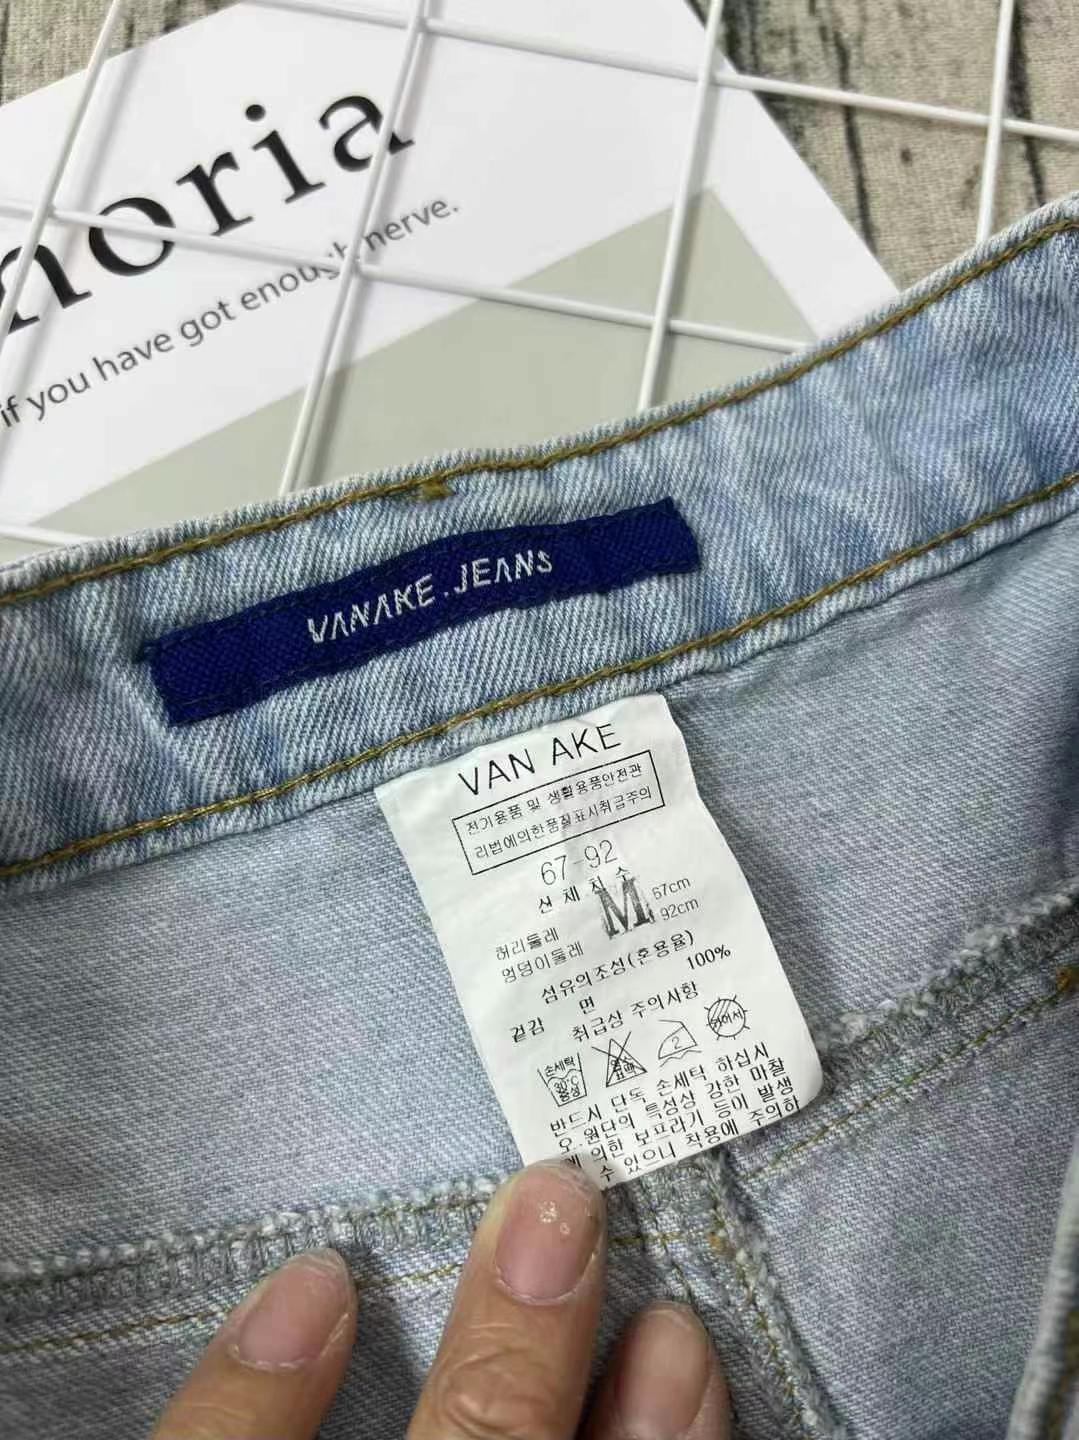 noria
if you have got enough nerve.
VANAKE.JEANS
VAN AKE
전기용품 및 생활용품안전관
리법에의한품질표시취급주의
67-92
신 체 치 수
M
허리둘레 67cm
엉덩이둘레 92cm
섬유의조성(혼용율)
겉감 면 100%
취급상 주의사항
손세탁
30°C
중성
2
반드시 단독 손세탁 하십시
오..원단의 특성상 강한 마찰
에 의한 보프라기 등이 발생
수 있으니 착용에 주의하